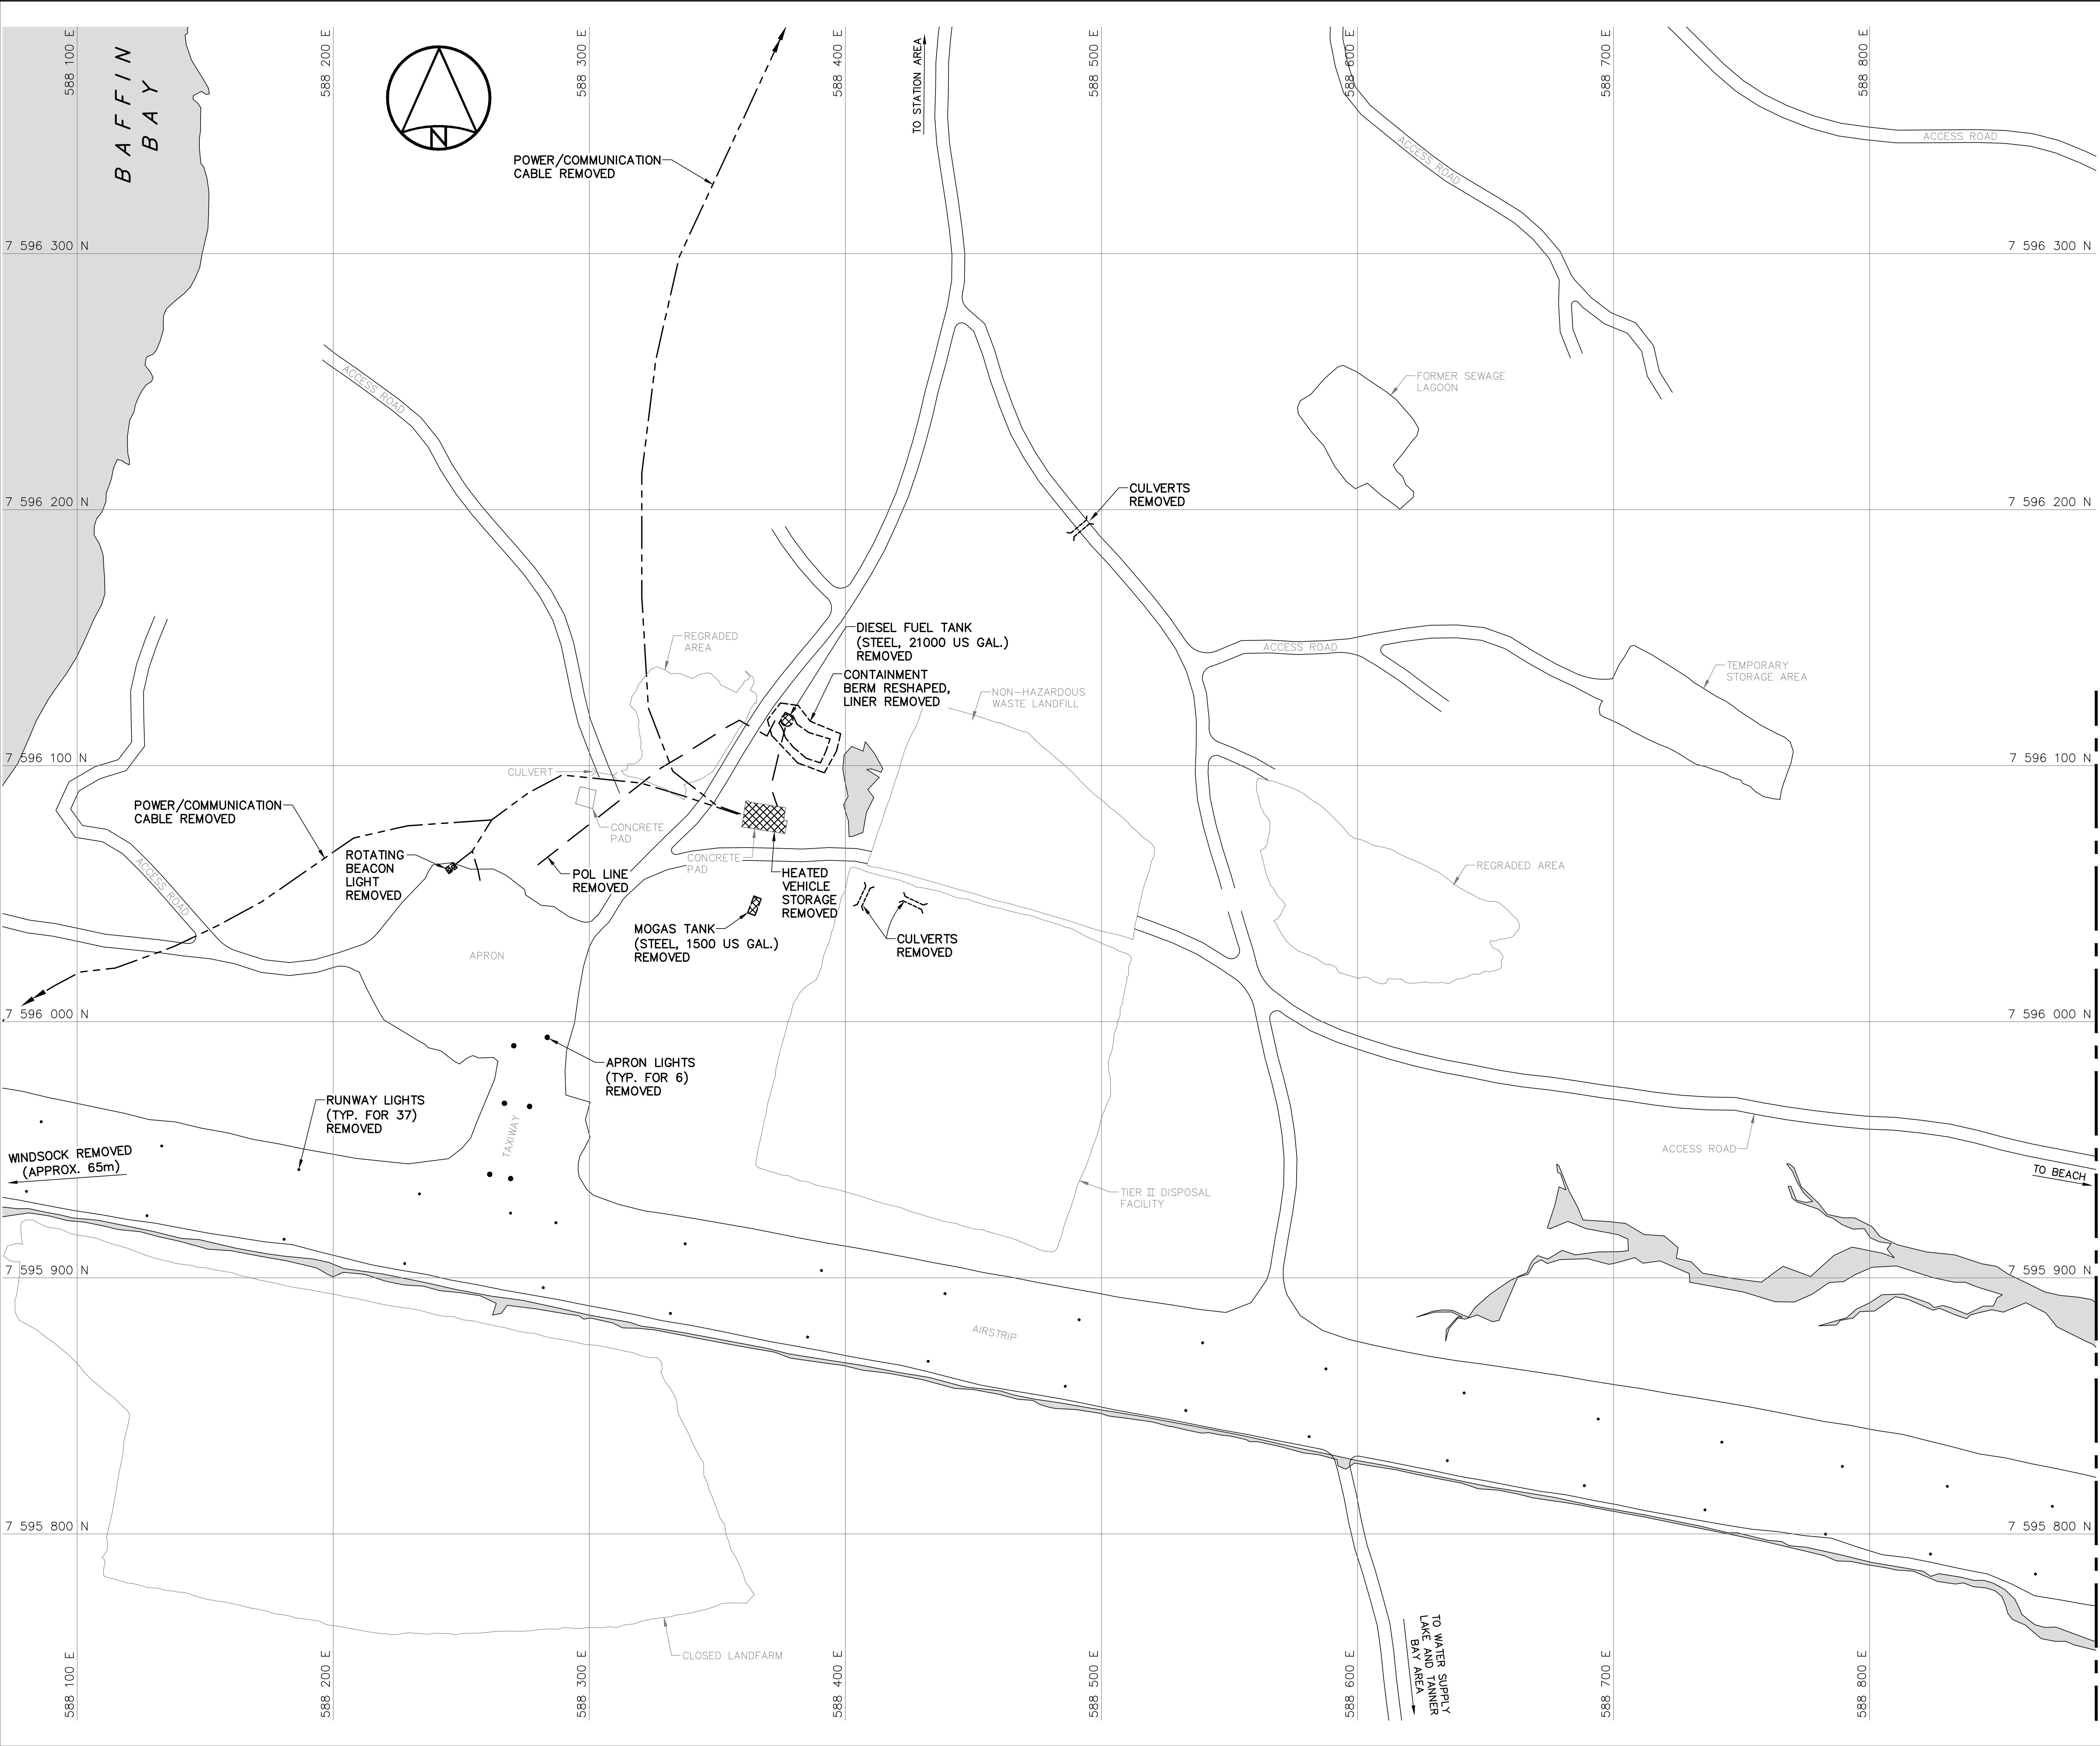 588 100 E
588 200 E
588 300 E
588 400 E
588 500 E
588 600 E
588 700 E
588 800 E
BAFFIN
BAY
N
TO STATION AREA
ACCESS ROAD
ACCESS ROAD
POWER/COMMUNICATION
CABLE REMOVED
7 596 300 N
7 596 300 N
ACCESS ROAD
FORMER SEWAGE
LAGOON
7 596 200 N
7 596 200 N
CULVERTS
REMOVED
REGRADED
AREA
DIESEL FUEL TANK
(STEEL, 21000 US GAL.)
REMOVED
ACCESS ROAD
TEMPORARY
STORAGE AREA
CONTAINMENT
BERM RESHAPED,
LINER REMOVED
NON-HAZARDOUS
WASTE LANDFILL
7 596 100 N
7 596 100 N
CULVERT
POWER/COMMUNICATION
CABLE REMOVED
CONCRETE
PAD
ROTATING
BEACON
LIGHT
REMOVED
ACCESS ROAD
POL LINE
REMOVED
CONCRETE
PAD
HEATED
VEHICLE
STORAGE
REMOVED
REGRADED AREA
MOGAS TANK
(STEEL, 1500 US GAL.)
REMOVED
CULVERTS
REMOVED
APRON
7 596 000 N
7 596 000 N
APRON LIGHTS
(TYP. FOR 6)
REMOVED
RUNWAY LIGHTS
(TYP. FOR 37)
REMOVED
TAXIWAY
WINDSOCK REMOVED
(APPROX. 65m)
ACCESS ROAD
TO BEACH
TIER II DISPOSAL
FACILITY
7 595 900 N
7 595 900 N
AIRSTRIP
7 595 800 N
7 595 800 N
CLOSED LANDFARM
TO WATER SUPPLY
LAKE AND TANNER
BAY AREA
588 100 E
588 200 E
588 300 E
588 400 E
588 500 E
588 600 E
588 700 E
588 800 E